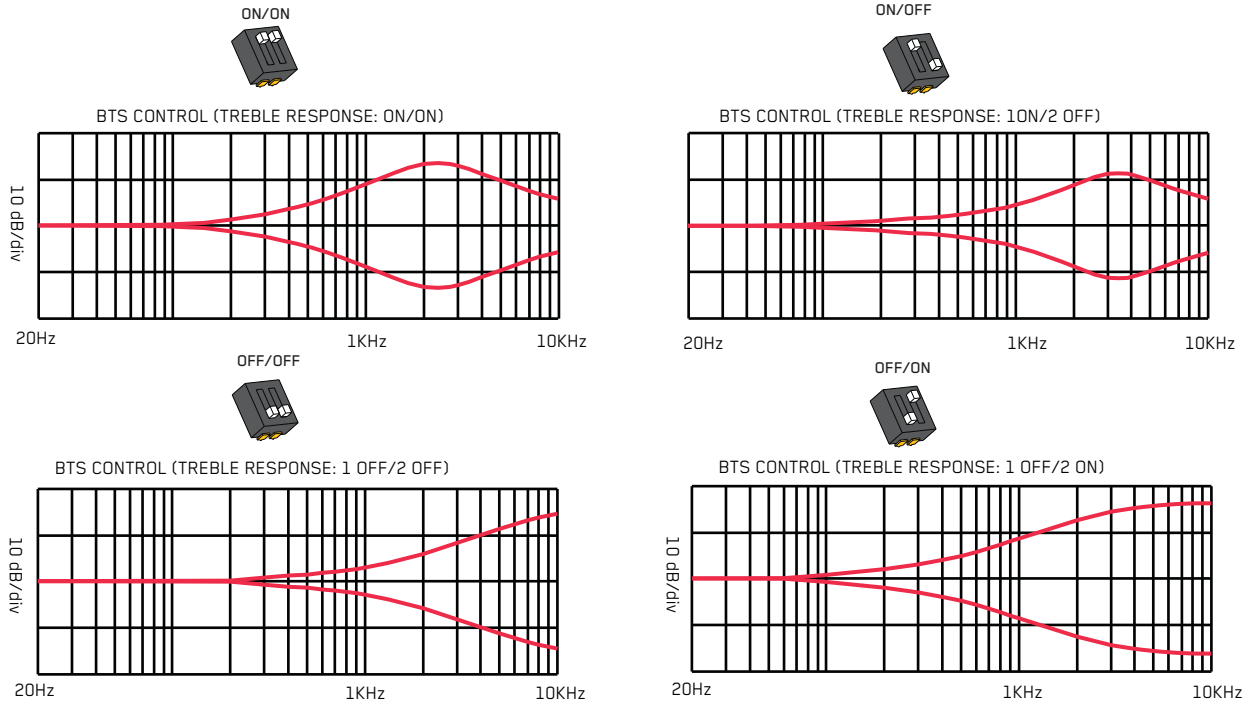 ON/ON
BTS CONTROL (TREBLE RESPONSE: ON/ON)
10 dB/div
20Hz
1KHz
10KHz
ON/OFF
BTS CONTROL (TREBLE RESPONSE: 1ON/2 OFF)
20Hz
1KHz
10KHz
OFF/OFF
BTS CONTROL (TREBLE RESPONSE: 1 OFF/2 OFF)
10 dB/div
20Hz
1KHz
10KHz
OFF/ON
BTS CONTROL (TREBLE RESPONSE: 1 OFF/2 ON)
10 dB/div
20Hz
1KHz
10KHz